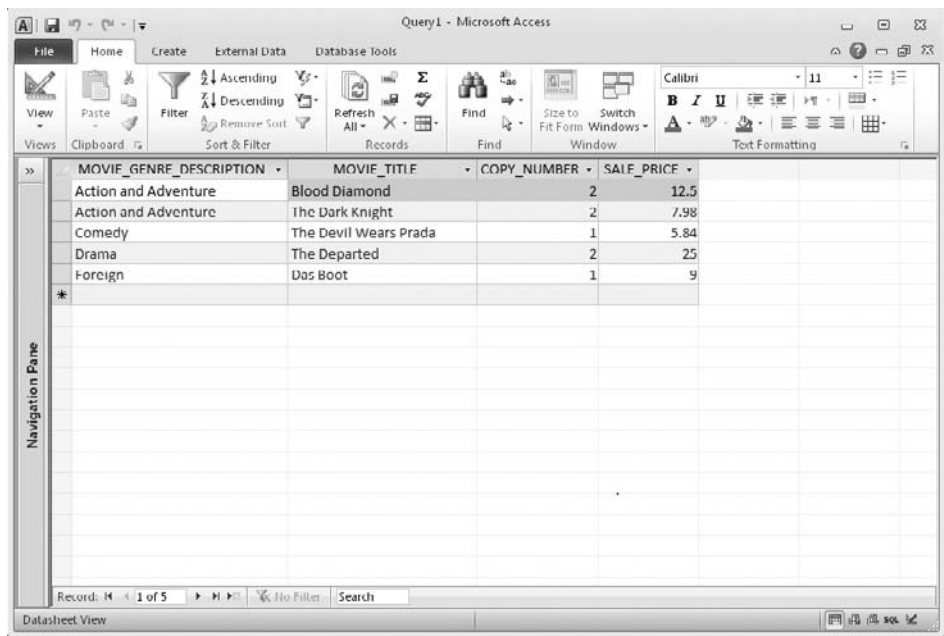 Query1 - Microsoft Access
File Home Create External Data Database Tools
View
Views
Paste
Clipboard
Filter
Ascending
Descending
Remove Sort
Sort & Filter
Refresh All
Records
Find
Find
Size to Fit Form
Switch Windows
Window
Calibri 11
B I U
A
Text Formatting
MOVIE_GENRE_DESCRIPTION MOVIE_TITLE COPY_NUMBER SALE_PRICE
Action and Adventure Blood Diamond 2 12.5
Action and Adventure The Dark Knight 2 7.98
Comedy The Devil Wears Prada 1 5.84
Drama The Departed 2 25
Foreign Das Boot 1 9
Navigation Pane
Record: 1 of 5 No Filter Search
Datasheet View SQL